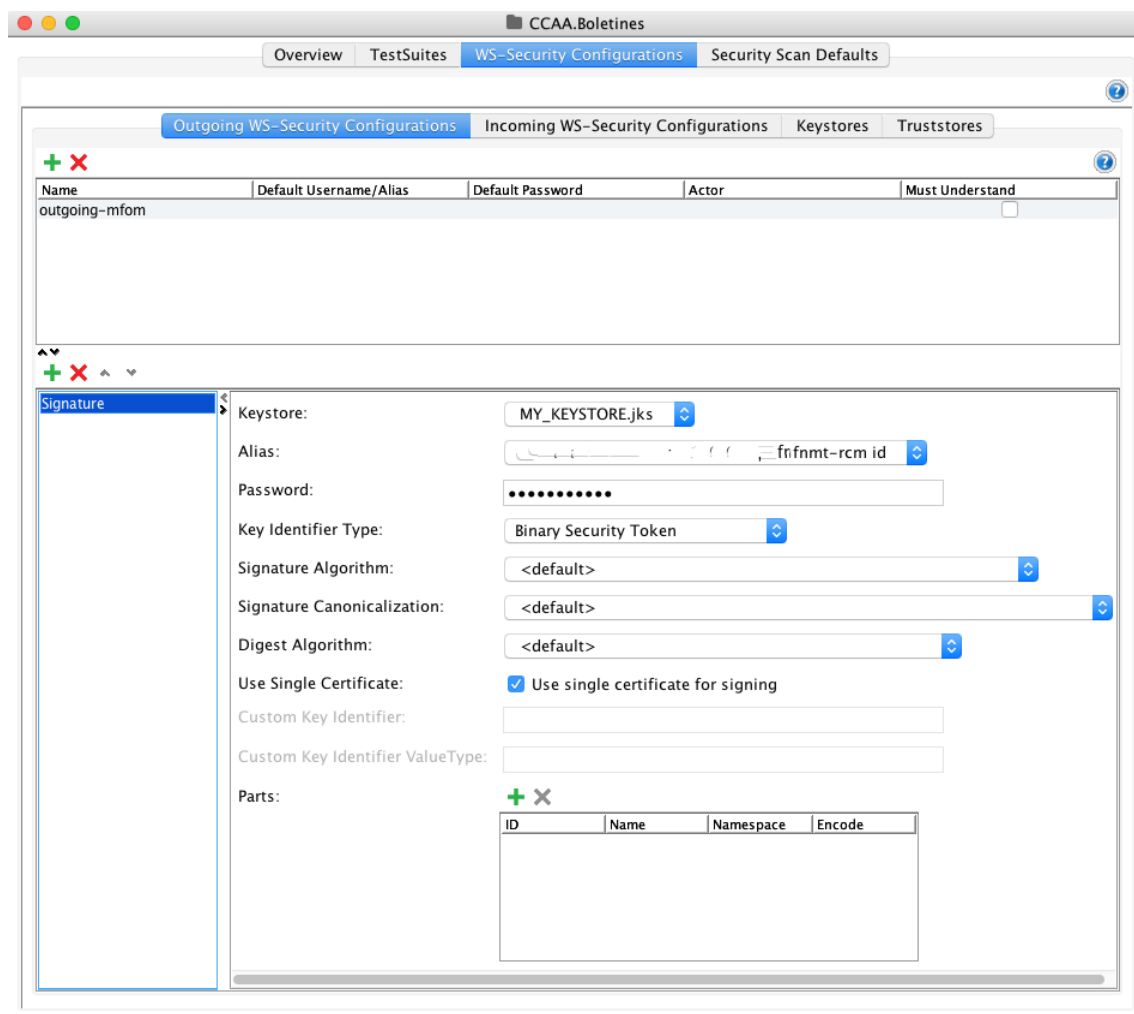 CCAA.Boletines
Overview TestSuites WS-Security Configurations Security Scan Defaults
Outgoing WS-Security Configurations Incoming WS-Security Configurations Keystores Truststores
Name Default Username/Alias Default Password Actor Must Understand
outgoing-mfom
Signature
Keystore: MY_KEYSTORE.jks
Alias: fnmt-rcm id
Password: •••••••••••
Key Identifier Type: Binary Security Token
Signature Algorithm: <default>
Signature Canonicalization: <default>
Digest Algorithm: <default>
Use Single Certificate: Use single certificate for signing
Custom Key Identifier:
Custom Key Identifier ValueType:
Parts:
ID Name Namespace Encode